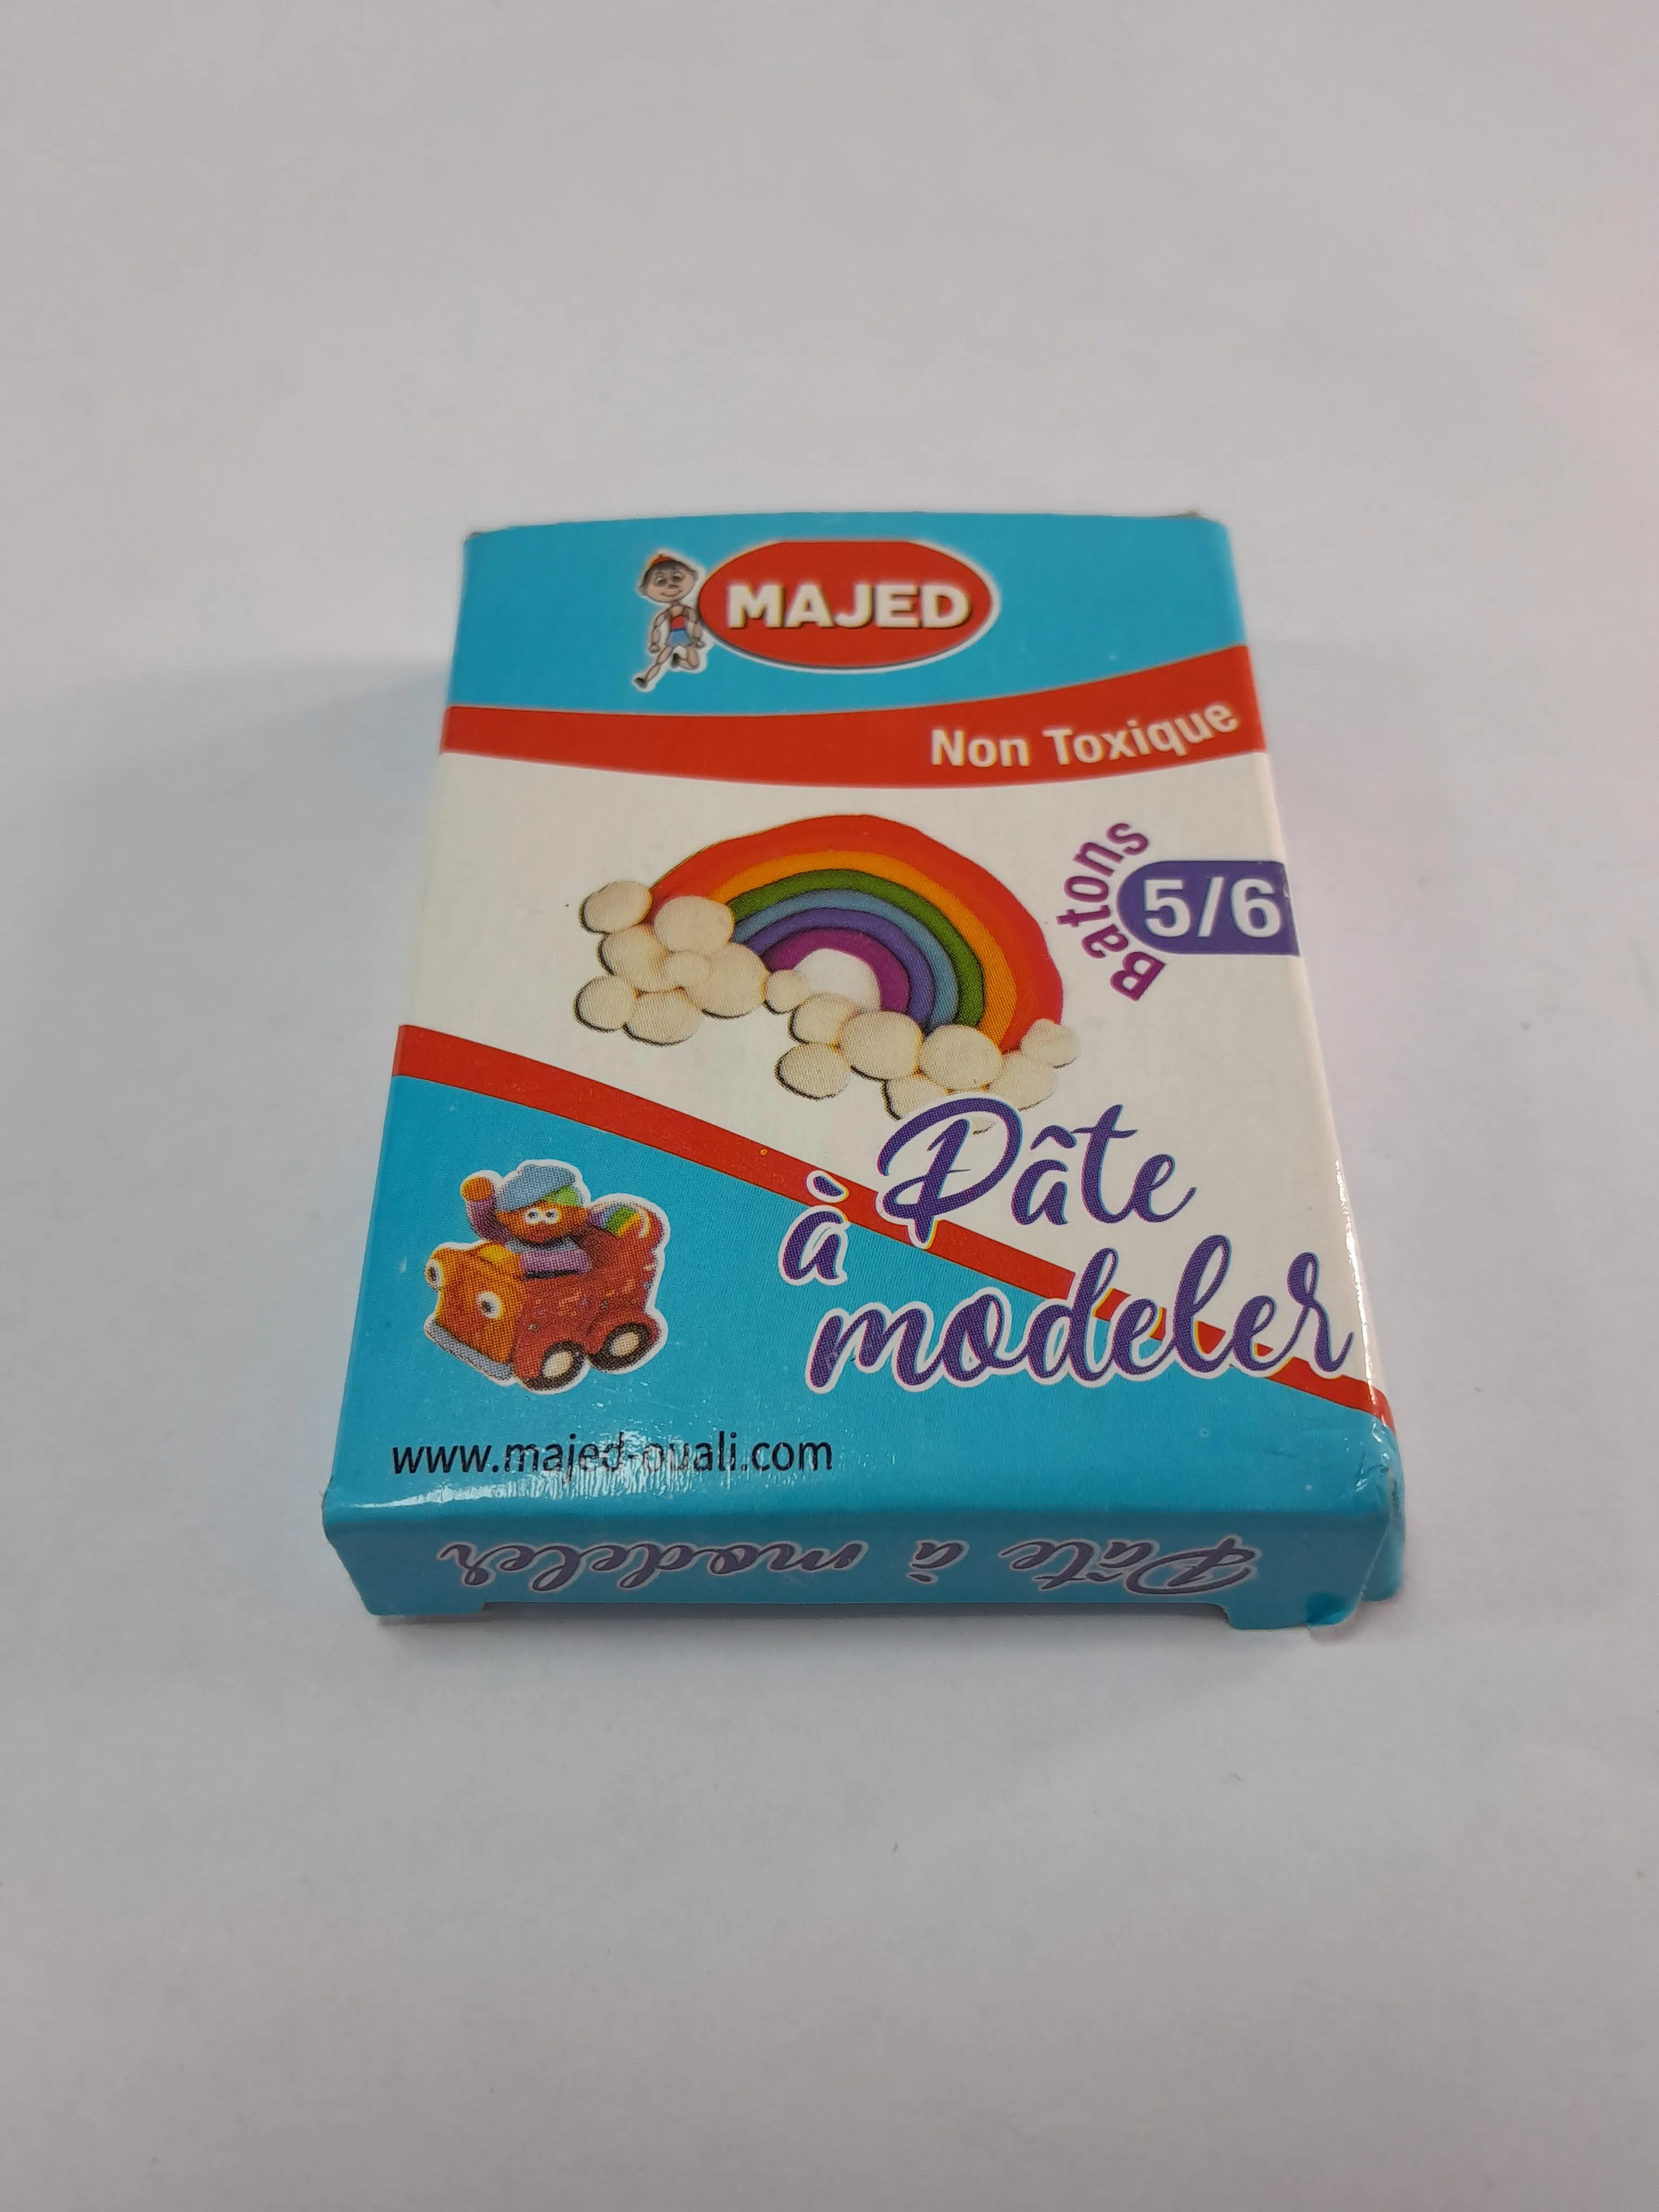 MAJED
Non Toxique
Batons
5/6
Pâte
à
modeler
www.majed-ouali.com
Pâte à modeler